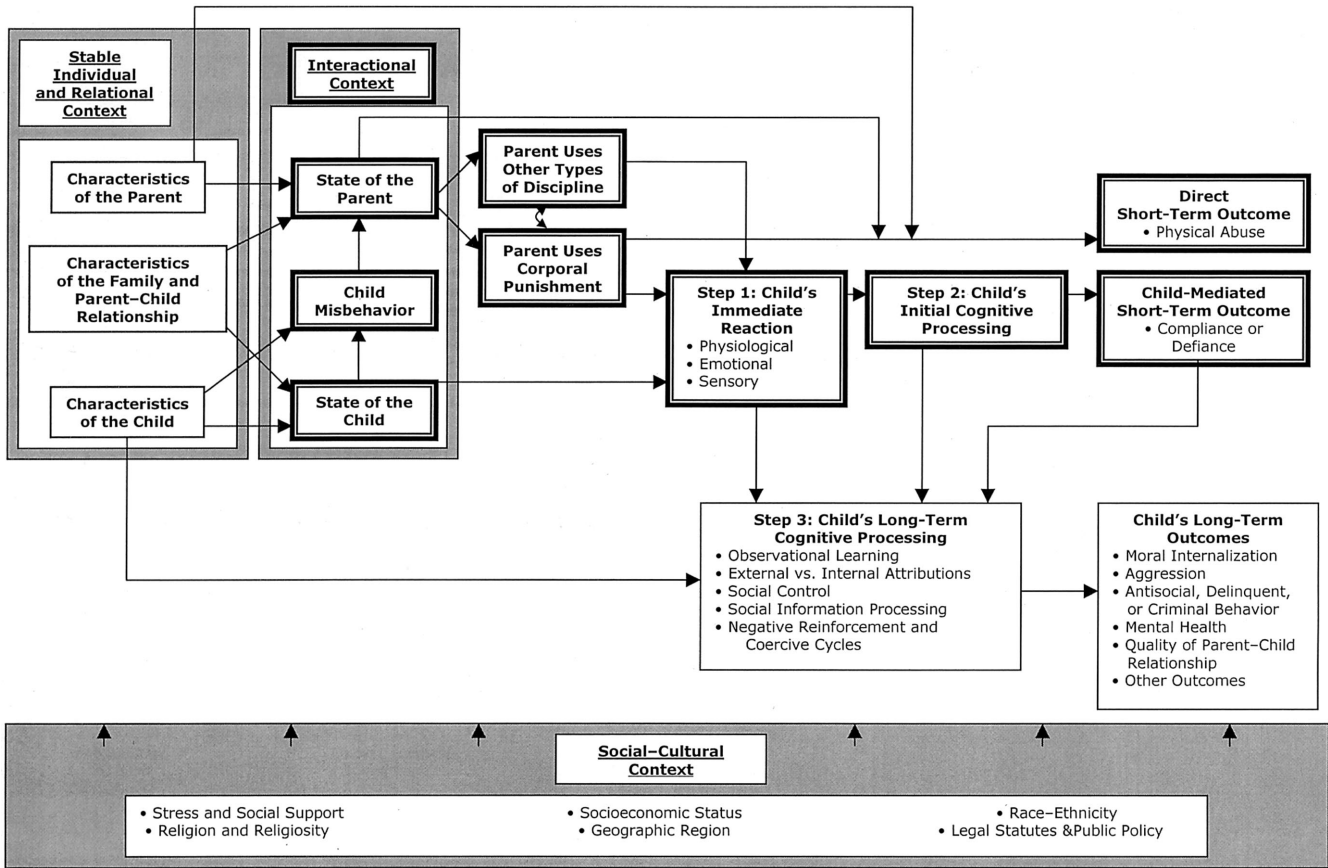 Stable
Individual
and Relational
Context
Characteristics
of the Parent
Characteristics
of the Family and
Parent–Child
Relationship
Characteristics
of the Child
Interactional
Context
State of the
Parent
Child
Misbehavior
State of the
Child
Parent Uses
Other Types
of Discipline
Parent Uses
Corporal
Punishment
Step 1: Child’s
Immediate
Reaction
• Physiological
• Emotional
• Sensory
Step 2: Child’s
Initial Cognitive
Processing
Direct
Short-Term Outcome
• Physical Abuse
Child-Mediated
Short-Term Outcome
• Compliance or
Defiance
Step 3: Child’s Long-Term
Cognitive Processing
• Observational Learning
• External vs. Internal Attributions
• Social Control
• Social Information Processing
• Negative Reinforcement and
Coercive Cycles
Child’s Long-Term
Outcomes
• Moral Internalization
• Aggression
• Antisocial, Delinquent,
or Criminal Behavior
• Mental Health
• Quality of Parent–Child
Relationship
• Other Outcomes
Social–Cultural
Context
• Stress and Social Support
• Religion and Religiosity
• Socioeconomic Status
• Geographic Region
• Race–Ethnicity
• Legal Statutes &Public Policy